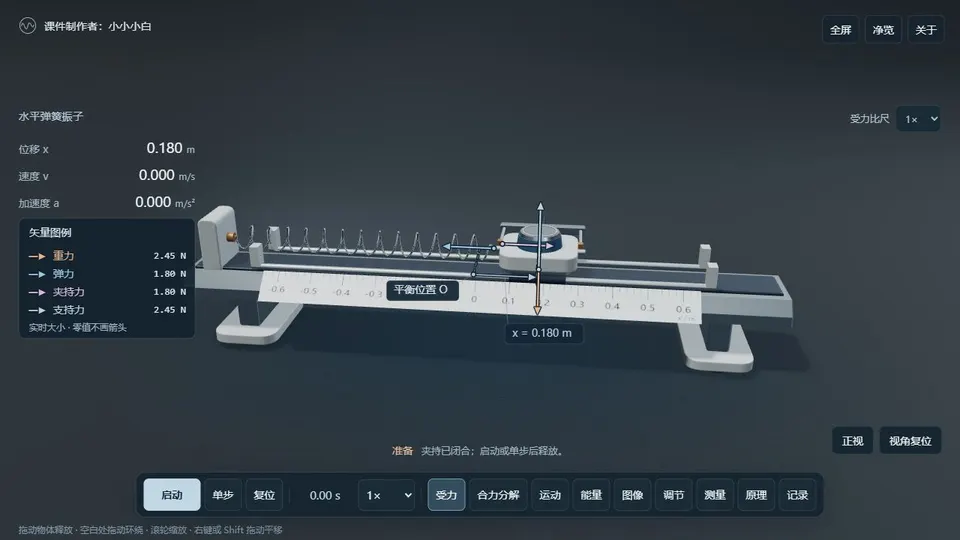 课件制作者：小小小白
全屏
净览
关于
水平弹簧振子
受力比尺
1×
位移 x
0.180 m
速度 v
0.000 m/s
加速度 a
0.000 m/s²
矢量图例
重力 2.45 N
弹力 1.80 N
夹持力 1.80 N
支持力 2.45 N
实时大小 · 零值不画箭头
-0.6 -0.5 -0.4 -0.3 0 0.1 0.3 0.4 0.5 0.6
平衡位置 O
x = 0.180 m
正视
视角复位
准备 夹持已闭合；启动或单步后释放。
启动 单步 复位 0.00 s 1× 受力 合力分解 运动 能量 图像 调节 测量 原理 记录
拖动物体释放 · 空白处拖动环绕 · 滚轮缩放 · 右键或 Shift 拖动平移